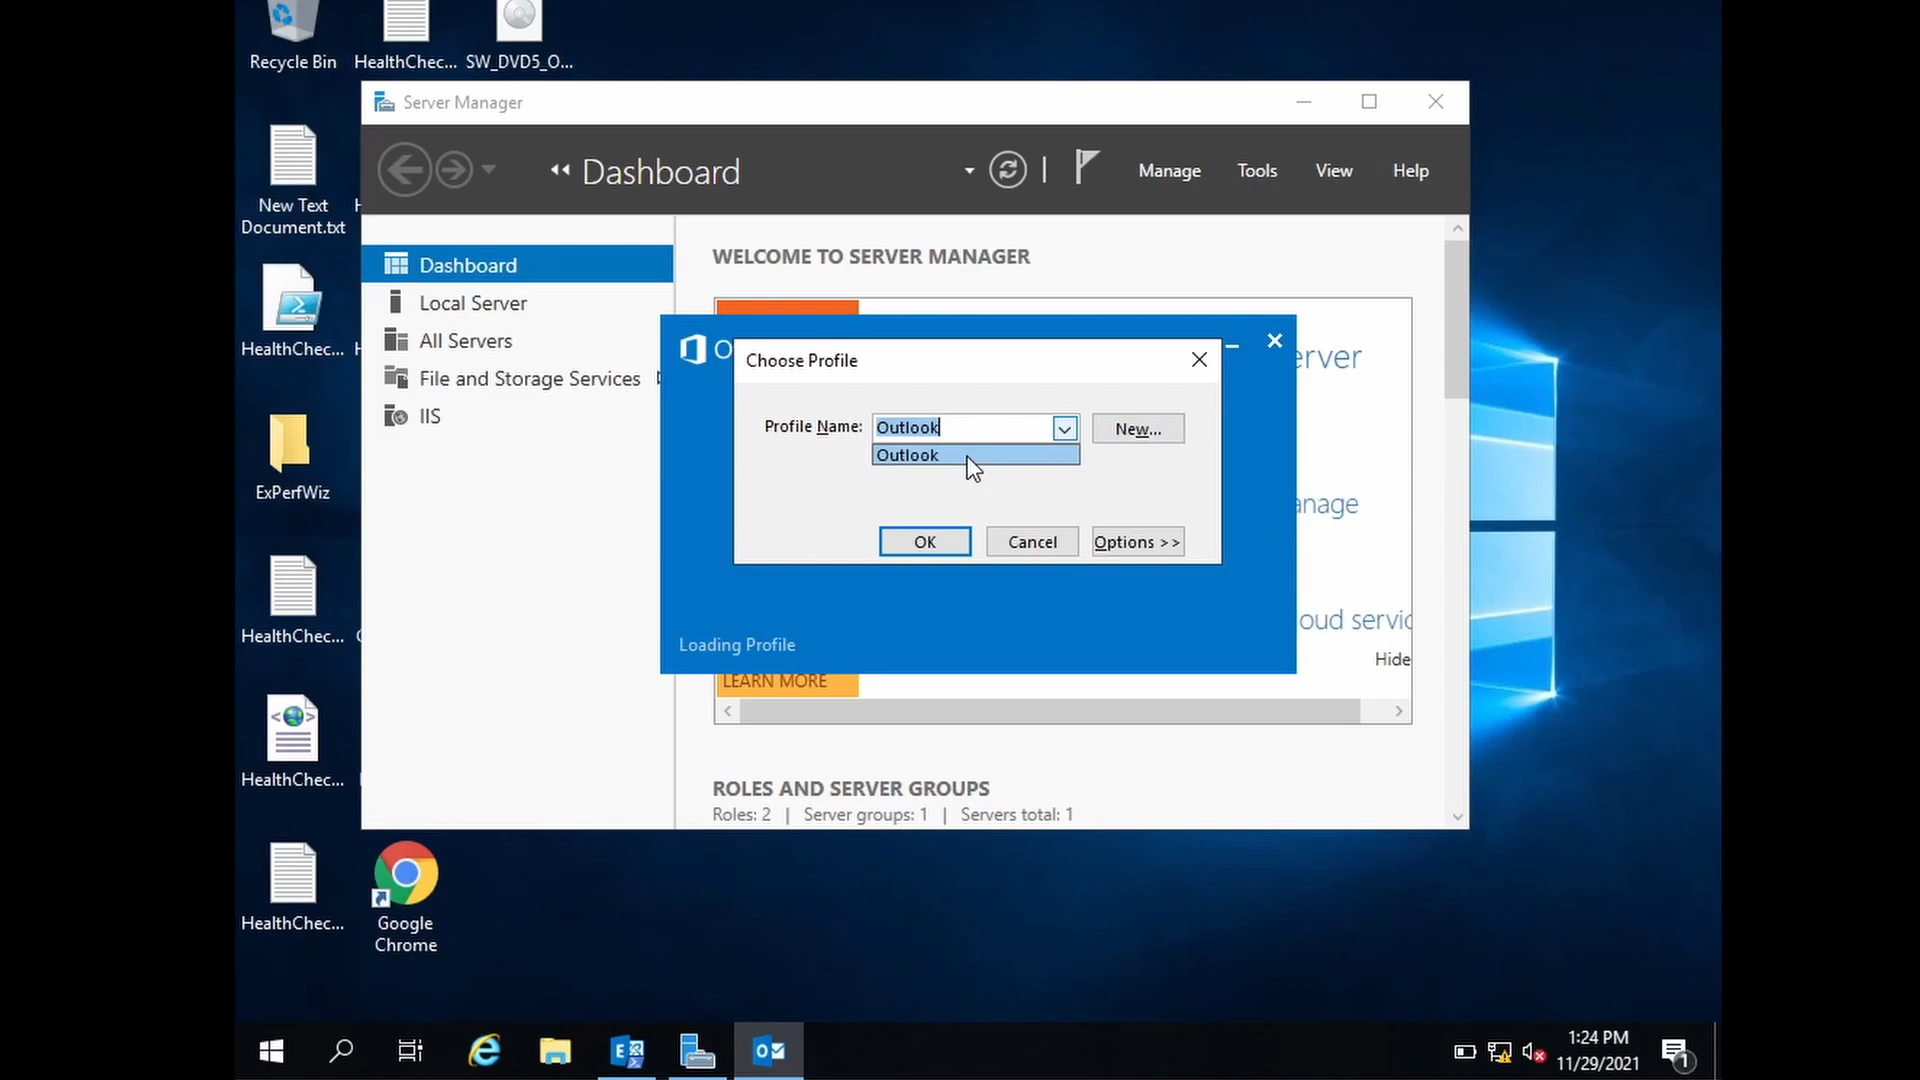 Recycle Bin
HealthChec...
SW_DVD5_O...
New Text
Document.txt
HealthChec...
ExPerfWiz
HealthChec...
HealthChec...
HealthChec...
Google
Chrome
Server Manager
Dashboard
Manage
Tools
View
Help
Dashboard
Local Server
All Servers
File and Storage Services
IIS
WELCOME TO SERVER MANAGER
erver
anage
oud servic
Hide
LEARN MORE
O
Choose Profile
Profile Name:
Outlook
New...
Outlook
OK
Cancel
Options >>
Loading Profile
ROLES AND SERVER GROUPS
Roles: 2 | Server groups: 1 | Servers total: 1
1:24 PM
11/29/2021
1